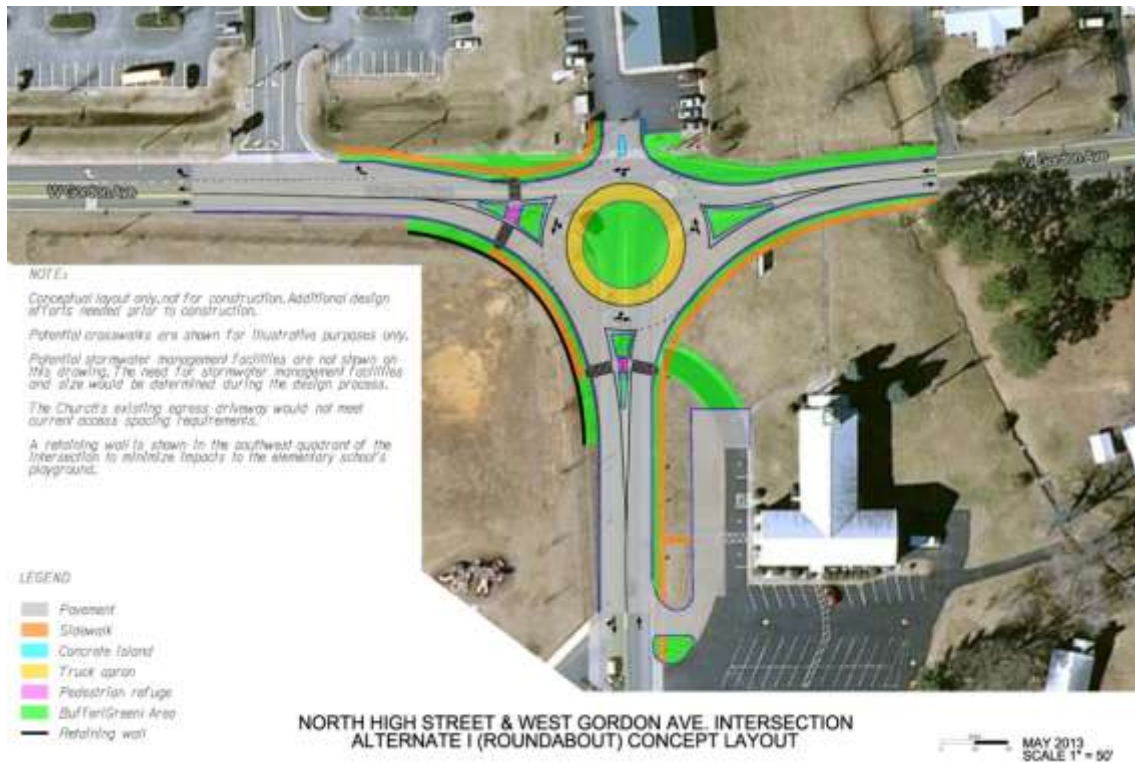 W Gordon Ave
W Gordon Ave
NOTE:
Conceptual layout only, not for construction. Additional design
efforts needed prior to construction.
Potential crosswalks are shown for illustrative purposes only.
Potential stormwater management facilities are not shown on
this drawing. The need for stormwater management facilities
and size would be determined during the design process.
The Church's existing egress driveway would not meet
current access spacing requirements.
A retaining wall is shown in the southwest quadrant of the
intersection to minimize impacts to the elementary school's
playground.
LEGEND
Pavement
Sidewalk
Concrete Island
Truck apron
Pedestrian refuge
Buffer/Green Area
Retaining wall
NORTH HIGH STREET & WEST GORDON AVE. INTERSECTION
ALTERNATE I (ROUNDABOUT) CONCEPT LAYOUT
MAY 2013
SCALE 1" = 50'